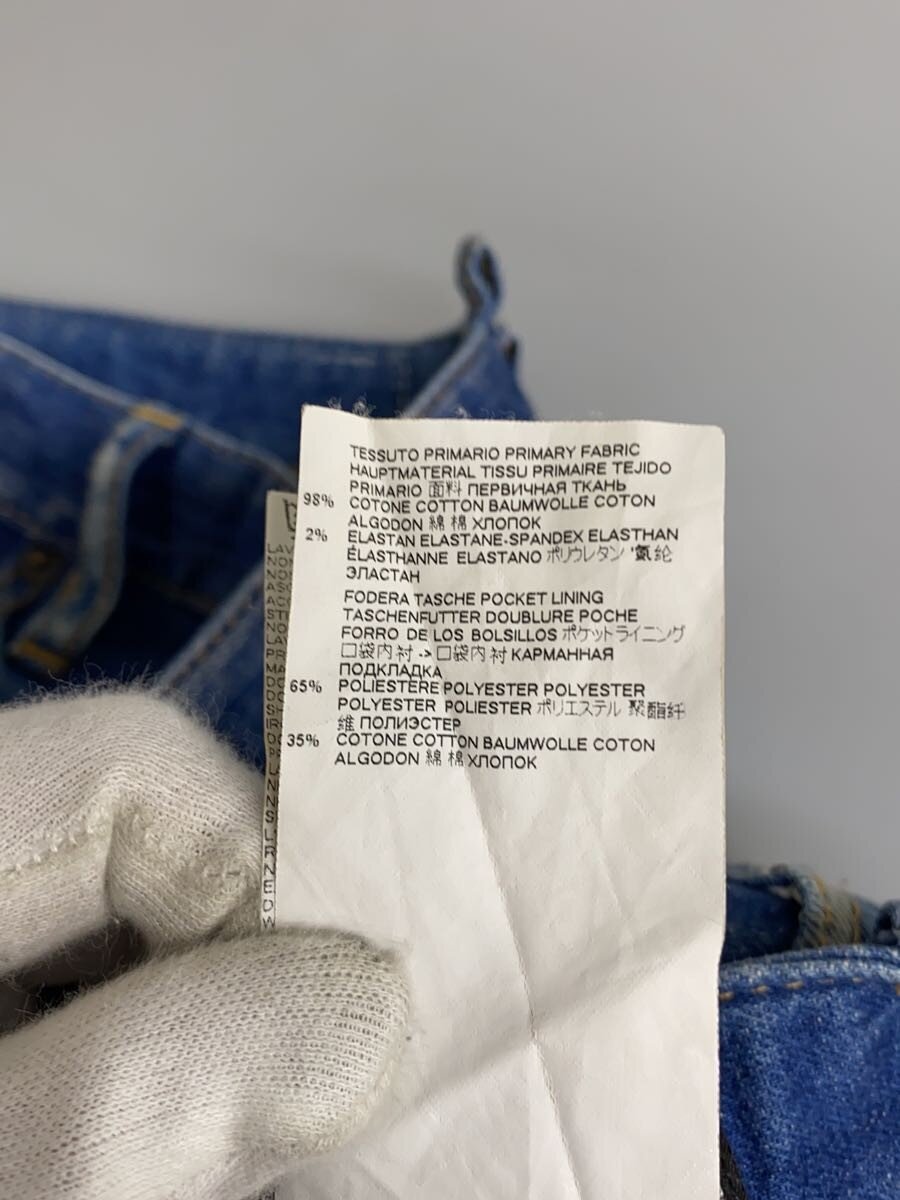 TESSUTO PRIMARIO PRIMARY FABRIC
HAUPTMATERIAL TISSU PRIMAIRE TEJIDO
PRIMARIO 面料 ПЕРВИЧНАЯ ТКАНЬ
98% COTONE COTTON BAUMWOLLE COTON
ALGODON 綿 棉 ХЛОПОК
2% ELASTAN ELASTANE-SPANDEX ELASTHAN
ÉLASTHANNE ELASTANO ポリウレタン '氨纶
ЭЛАСТАН
FODERA TASCHE POCKET LINING
TASCHENFUTTER DOUBLURE POCHE
FORRO DE LOS BOLSILLOS ポケットライニング
口袋内衬 -> 口袋内衬 КАРМАННАЯ
ПОДКЛАДКА
65% POLIESTERE POLYESTER POLYESTER
POLYESTER POLIESTER ポリエステル 聚酯纤
维 ПОЛИЭСТЕР
35% COTONE COTTON BAUMWOLLE COTON
ALGODON 綿 棉 ХЛОПОК